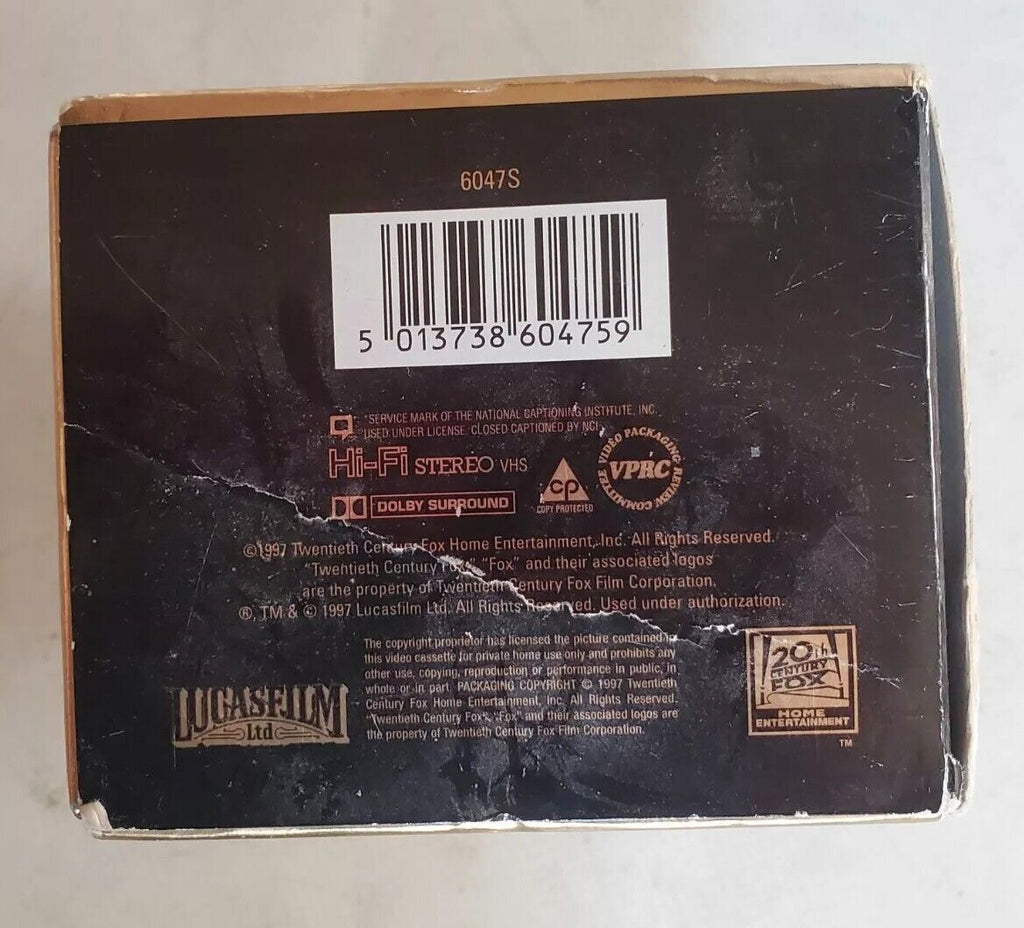 6047S
5 013738 604759
*SERVICE MARK OF THE NATIONAL CAPTIONING INSTITUTE, INC.
USED UNDER LICENSE. CLOSED CAPTIONED BY NCI
Hi-Fi STEREO VHS
DOLBY SURROUND
CP
COPY PROTECTED
VIDEO PACKAGING REVIEW COMMITTEE
VPRC
©1997 Twentieth Century Fox Home Entertainment, Inc. All Rights Reserved.
"Twentieth Century Fox," "Fox" and their associated logos
are the property of Twentieth Century Fox Film Corporation.
®, TM & © 1997 Lucasfilm Ltd. All Rights Reserved. Used under authorization.
The copyright proprietor has licensed the picture contained in
this video cassette for private home use only and prohibits any
other use, copying, reproduction or performance in public, in
whole or in part. PACKAGING COPYRIGHT © 1997 Twentieth
Century Fox Home Entertainment, Inc. All Rights Reserved.
"Twentieth Century Fox", "Fox" and their associated logos are
the property of Twentieth Century Fox Film Corporation.
LUCASFILM
Ltd
20th
CENTURY
FOX
HOME
ENTERTAINMENT
TM